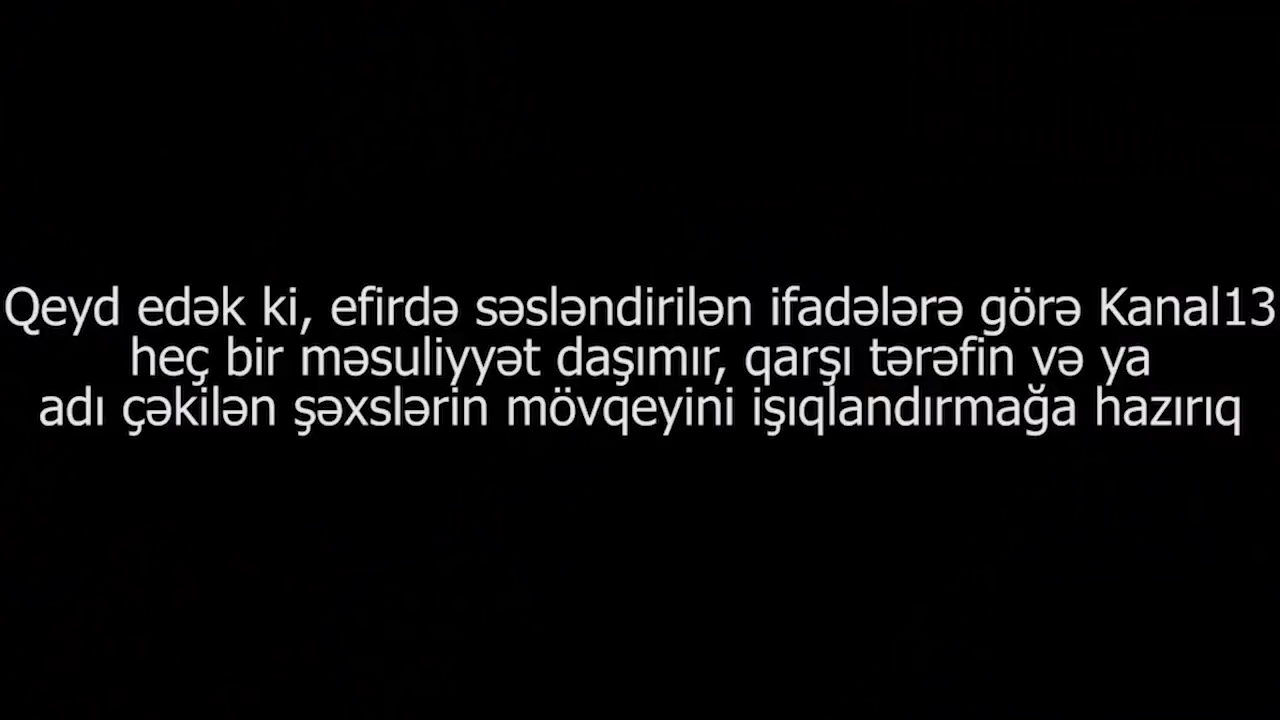 Qeyd edək ki, efirdə səsləndirilən ifadələrə görə Kanal13
heç bir məsuliyyət daşımır, qarşı tərəfin və ya
adı çəkilən şəxslərin mövqeyini işıqlandırmağa hazırıq